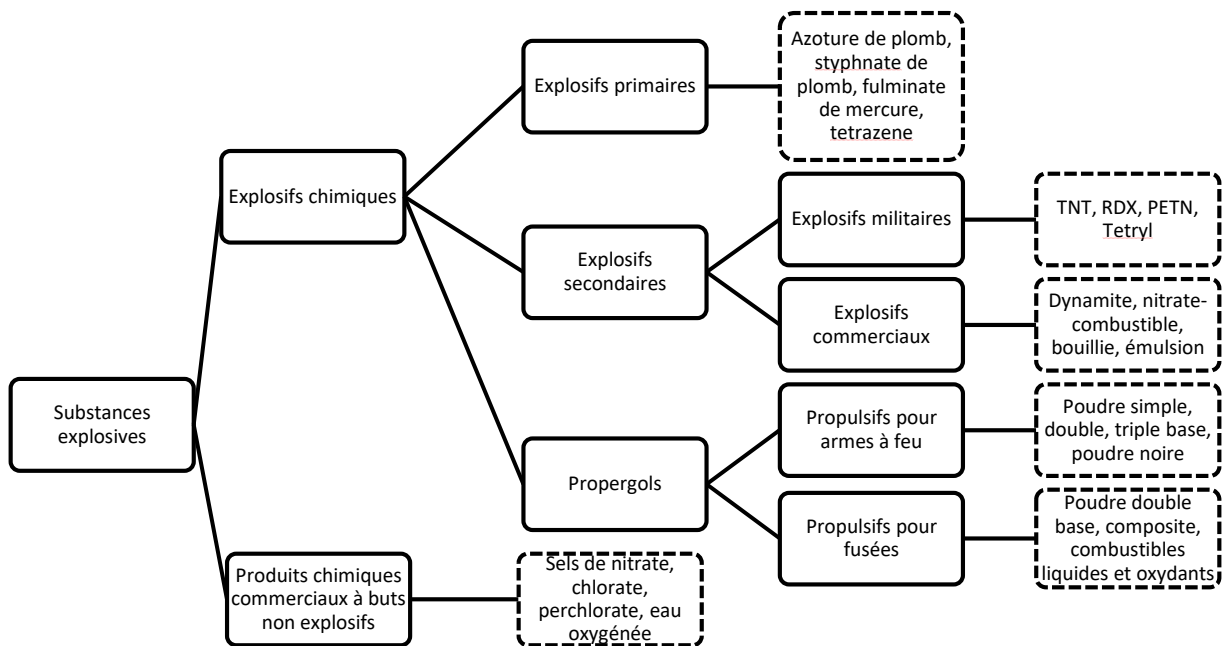 Substances
explosives
Explosifs chimiques
Explosifs primaires
Azoture de plomb,
styphnate de
plomb, fulminate
de mercure,
tetrazene
Explosifs
secondaires
Explosifs militaires
TNT, RDX, PETN,
Tetryl
Explosifs
commerciaux
Dynamite, nitrate-
combustible,
bouillie, émulsion
Propergols
Propulsifs pour
armes à feu
Poudre simple,
double, triple base,
poudre noire
Propulsifs pour
fusées
Poudre double
base, composite,
combustibles
liquides et oxydants
Produits chimiques
commerciaux à buts
non explosifs
Sels de nitrate,
chlorate,
perchlorate, eau
oxygénée